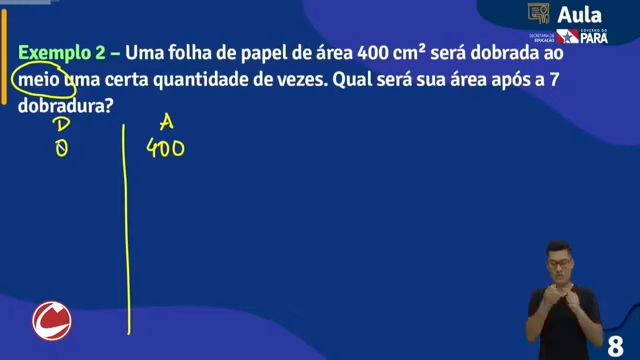 Aula
SECRETARIA DE EDUCAÇÃO
GOVERNO DO PARÁ
Exemplo 2 – Uma folha de papel de área 400 cm² será dobrada ao
meio uma certa quantidade de vezes. Qual será sua área após a 7
dobradura?
D A
0 400
8